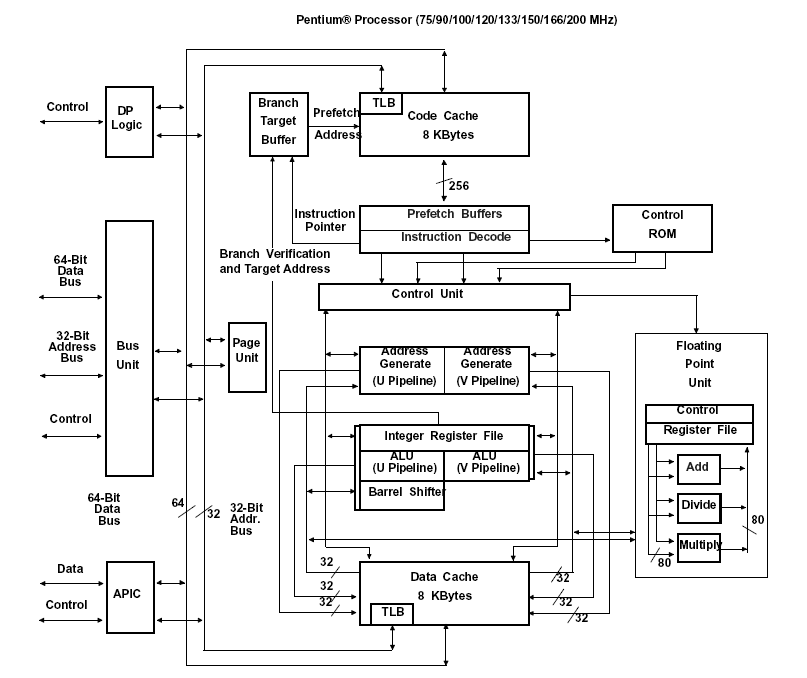 Pentium® Processor (75/90/100/120/133/150/166/200 MHz)
Control
DP
Logic
Branch
Target
Buffer
Prefetch
Address
TLB
Code Cache
8 KBytes
256
Instruction
Pointer
Prefetch Buffers
Instruction Decode
Control
ROM
Branch Verification
and Target Address
Control Unit
64-Bit
Data
Bus
32-Bit
Address
Bus
Control
Bus
Unit
Page
Unit
Address
Generate
(U Pipeline)
Address
Generate
(V Pipeline)
Floating
Point
Unit
Control
Register File
Add
Divide
Multiply
80
80
Integer Register File
ALU
(U Pipeline)
ALU
(V Pipeline)
Barrel Shifter
64-Bit
Data
Bus
64
32
32-Bit
Addr.
Bus
32
32
32
Data Cache
8 KBytes
TLB
32
32
32
Data
Control
APIC